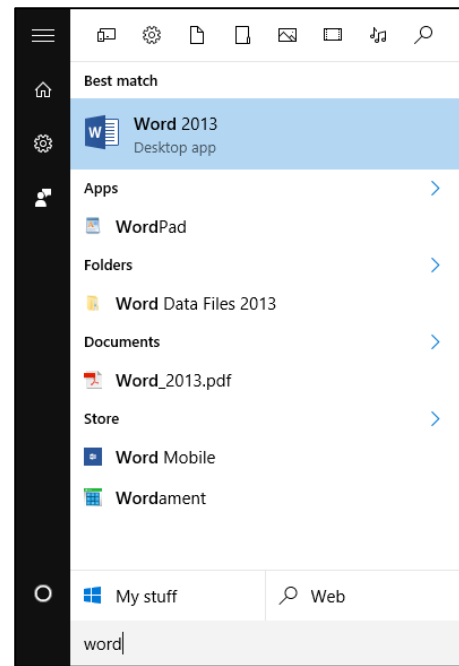 Best match
Word 2013
Desktop app
Apps
WordPad
Folders
Word Data Files 2013
Documents
Word_2013.pdf
Store
Word Mobile
Wordament
My stuff
Web
word